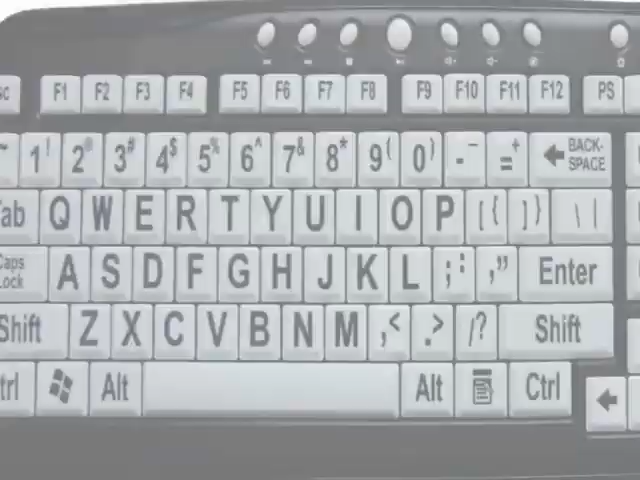 sc F1 F2 F3 F4 F5 F6 F7 F8 F9 F10 F11 F12 PS
~ 1! 2@ 3# 4$ 5% 6^ 7& 8* 9( 0) -_ =+ BACK-SPACE
Tab Q W E R T Y U I O P [{ ]} \|
Caps Lock A S D F G H J K L ;: '" Enter
Shift Z X C V B N M ,< .> /? Shift
trl Alt Alt Ctrl